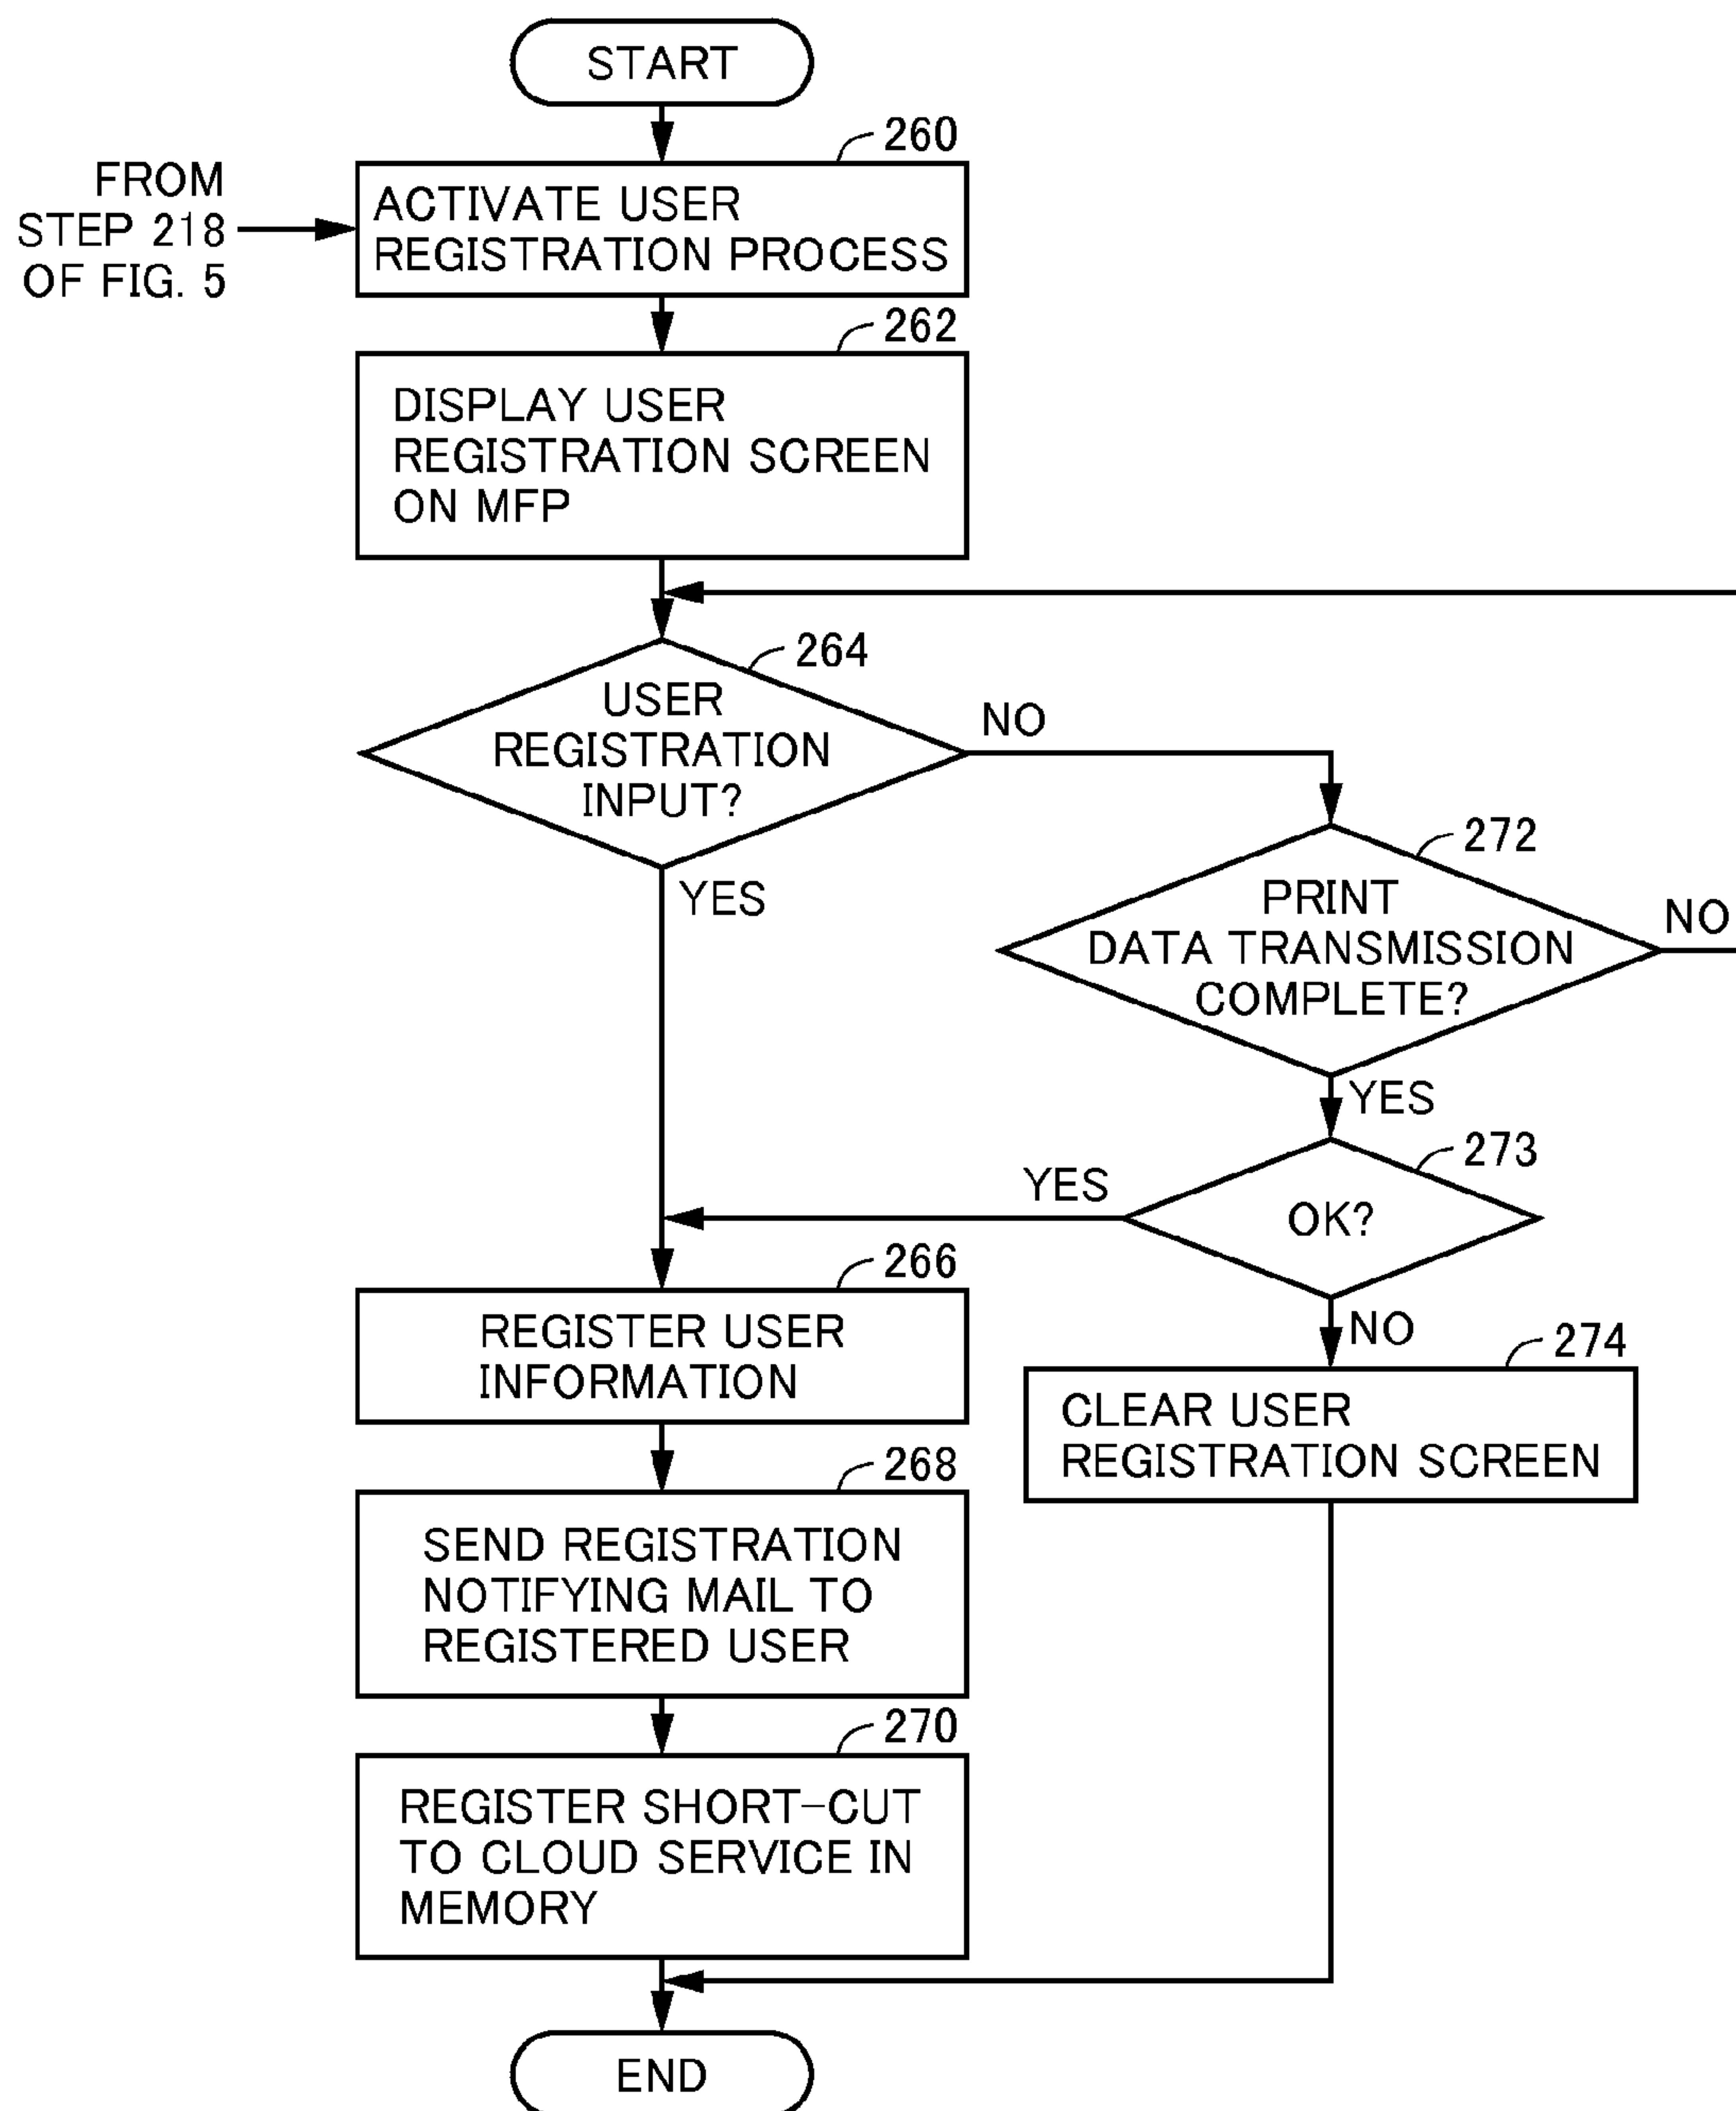 START
260
FROM
STEP 218
OF FIG. 5
ACTIVATE USER
REGISTRATION PROCESS
262
DISPLAY USER
REGISTRATION SCREEN
ON MFP
264
USER
REGISTRATION
INPUT?
NO
YES
272
PRINT
DATA TRANSMISSION
COMPLETE?
NO
YES
273
OK?
YES
NO
266
REGISTER USER
INFORMATION
274
CLEAR USER
REGISTRATION SCREEN
268
SEND REGISTRATION
NOTIFYING MAIL TO
REGISTERED USER
270
REGISTER SHORT-CUT
TO CLOUD SERVICE IN
MEMORY
END